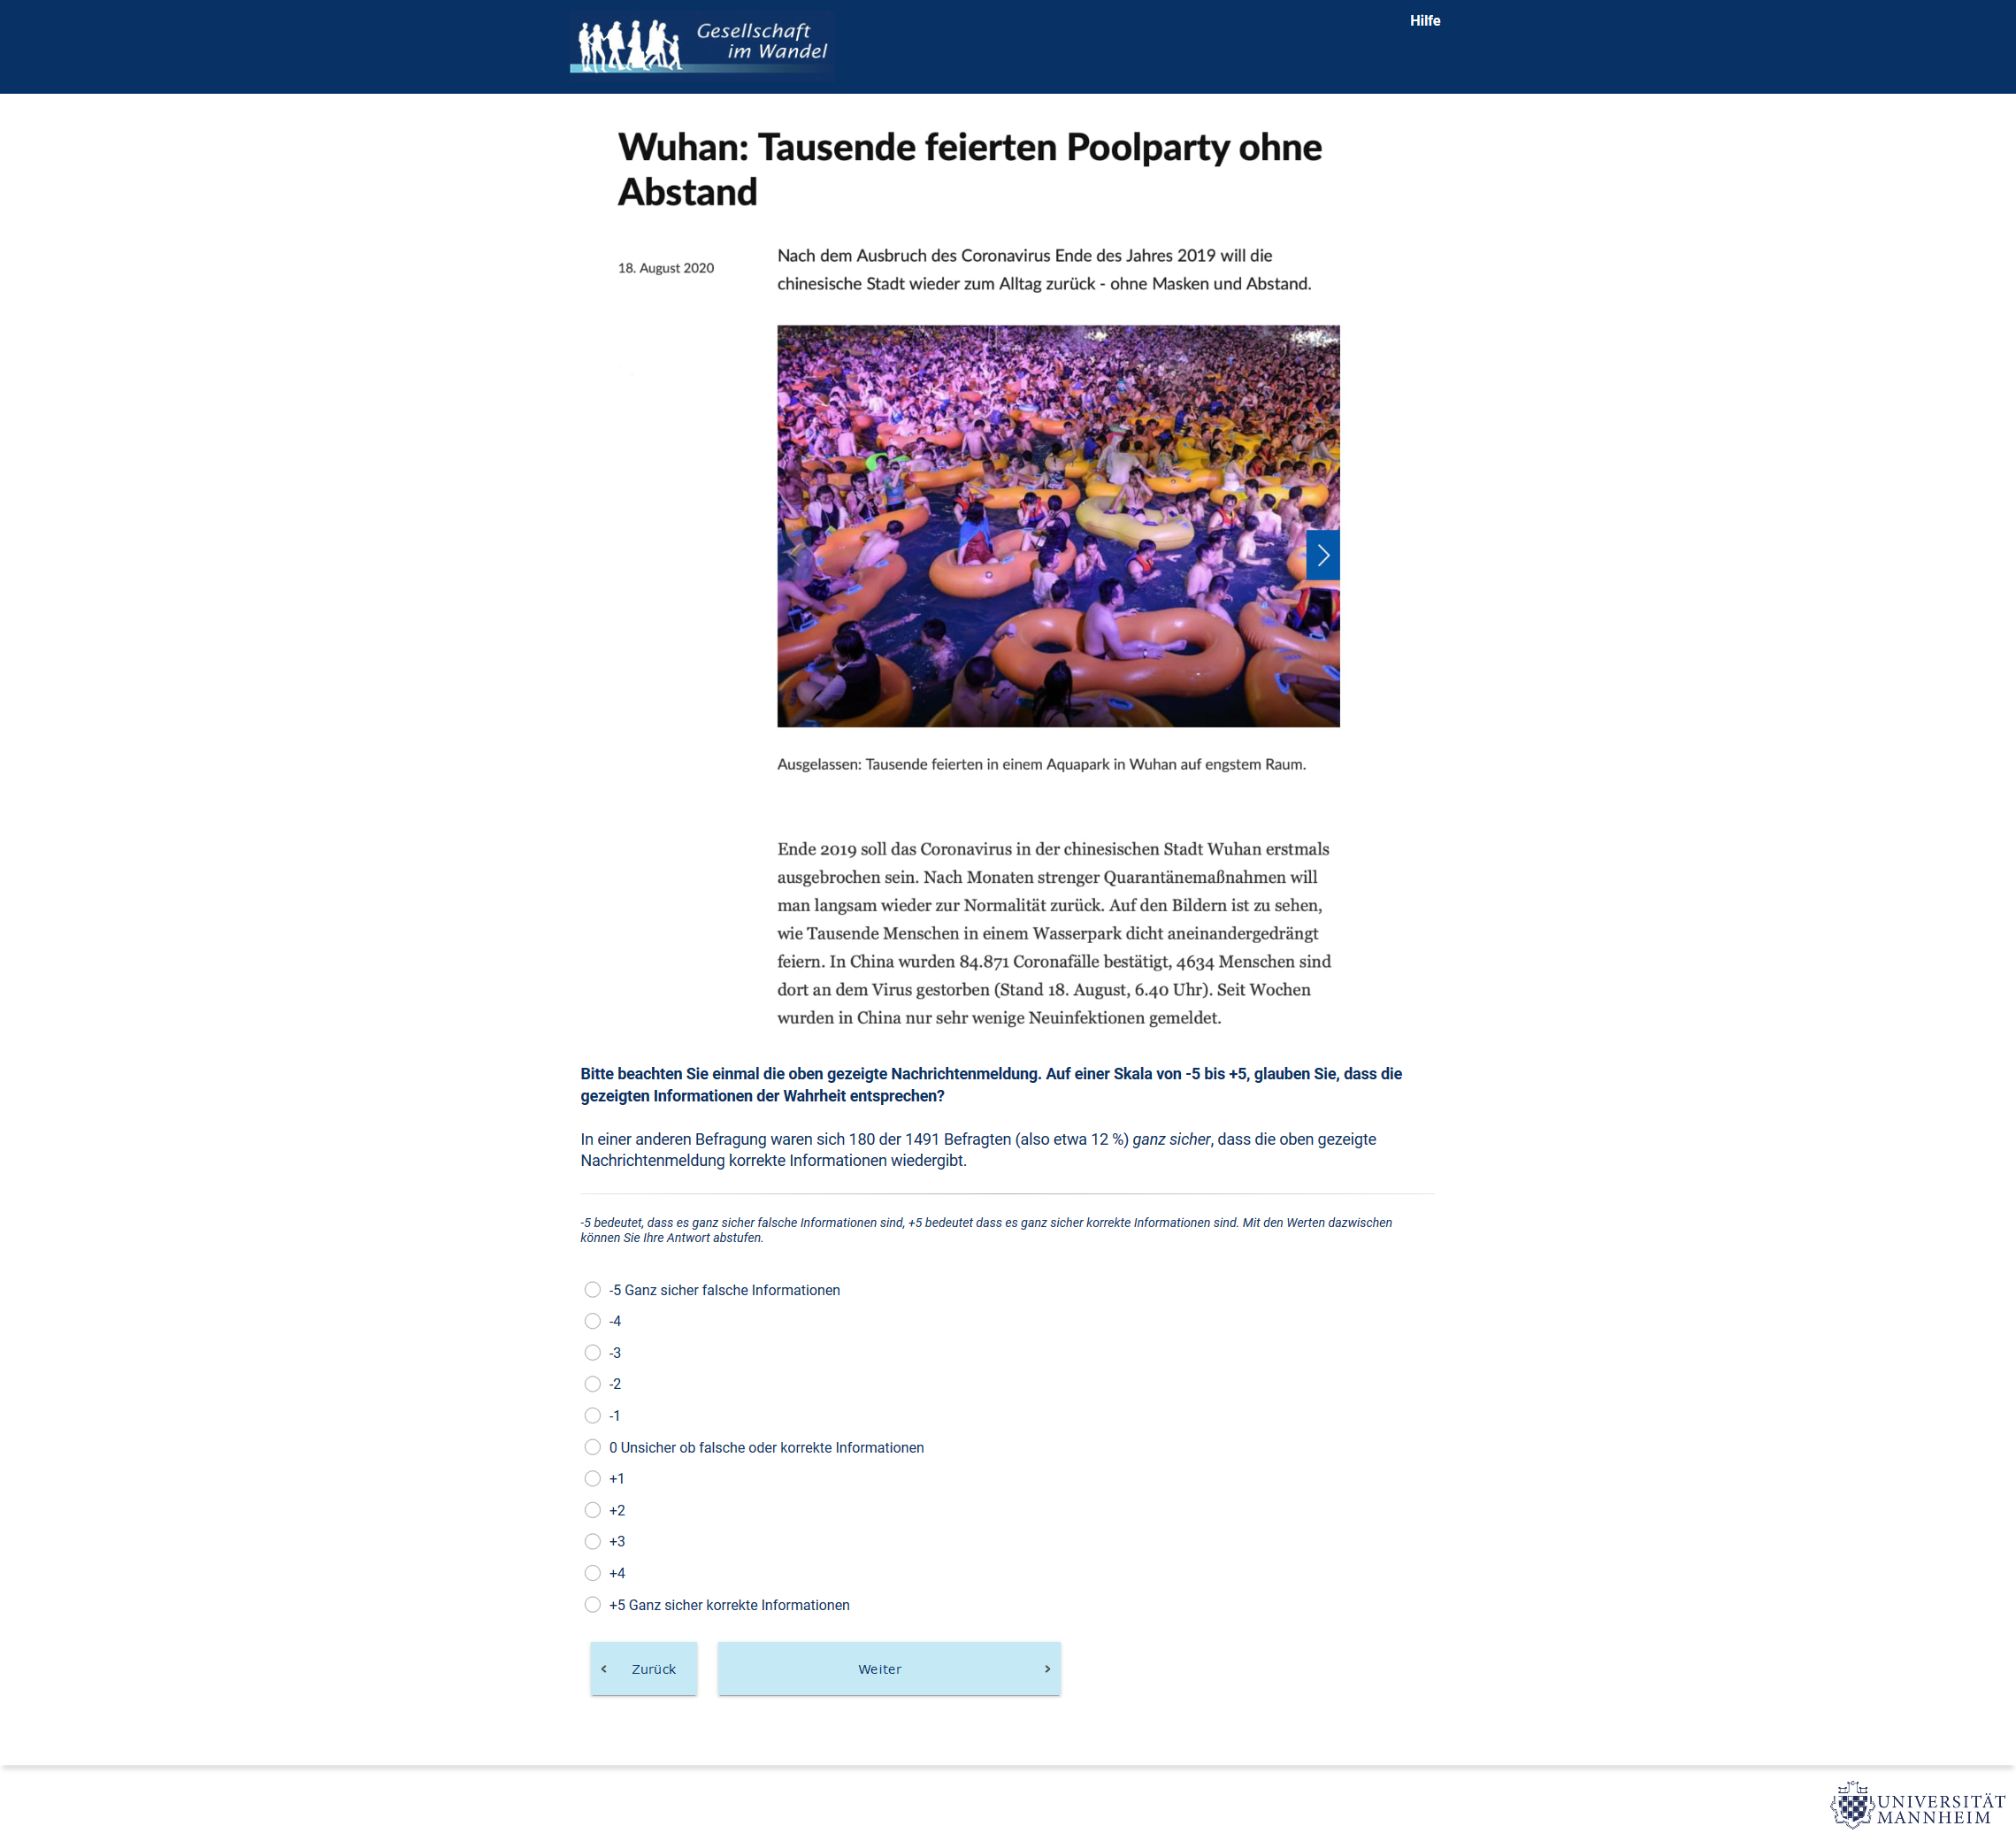 Gesellschaft
im Wandel
Hilfe
Wuhan: Tausende feierten Poolparty ohne
Abstand
18. August 2020
Nach dem Ausbruch des Coronavirus Ende des Jahres 2019 will die
chinesische Stadt wieder zum Alltag zurück - ohne Masken und Abstand.
Ausgelassen: Tausende feierten in einem Aquapark in Wuhan auf engstem Raum.
Ende 2019 soll das Coronavirus in der chinesischen Stadt Wuhan erstmals
ausgebrochen sein. Nach Monaten strenger Quarantänemaßnahmen will
man langsam wieder zur Normalität zurück. Auf den Bildern ist zu sehen,
wie Tausende Menschen in einem Wasserpark dicht aneinandergedrängt
feiern. In China wurden 84.871 Coronafälle bestätigt, 4634 Menschen sind
dort an dem Virus gestorben (Stand 18. August, 6.40 Uhr). Seit Wochen
wurden in China nur sehr wenige Neuinfektionen gemeldet.
Bitte beachten Sie einmal die oben gezeigte Nachrichtenmeldung. Auf einer Skala von -5 bis +5, glauben Sie, dass die
gezeigten Informationen der Wahrheit entsprechen?
In einer anderen Befragung waren sich 180 der 1491 Befragten (also etwa 12 %) ganz sicher, dass die oben gezeigte
Nachrichtenmeldung korrekte Informationen wiedergibt.
-5 bedeutet, dass es ganz sicher falsche Informationen sind, +5 bedeutet dass es ganz sicher korrekte Informationen sind. Mit den Werten dazwischen
können Sie Ihre Antwort abstufen.
-5 Ganz sicher falsche Informationen
-4
-3
-2
-1
0 Unsicher ob falsche oder korrekte Informationen
+1
+2
+3
+4
+5 Ganz sicher korrekte Informationen
Zurück
Weiter
UNIVERSITÄT
MANNHEIM